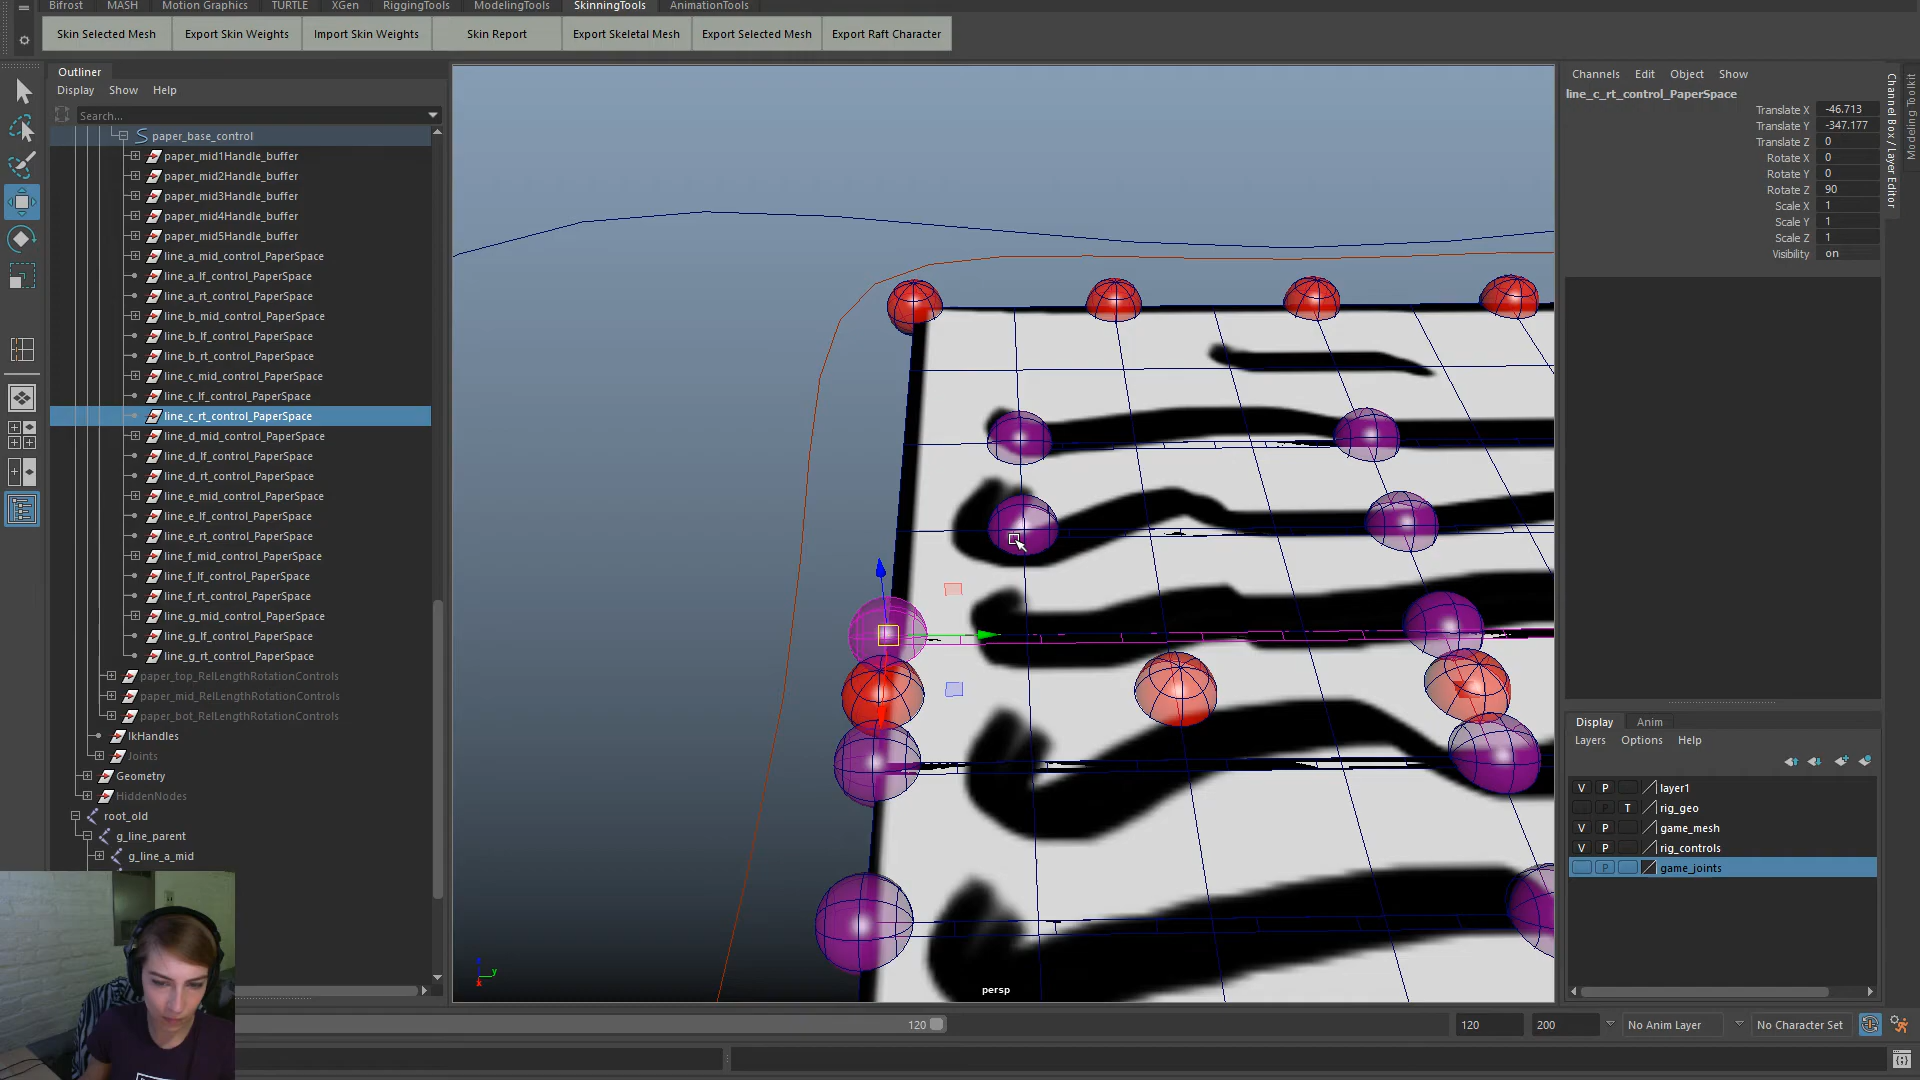 Bifrost MASH Motion Graphics TURTLE XGen RiggingTools ModelingTools SkinningTools AnimationTools
Skin Selected Mesh Export Skin Weights Import Skin Weights Skin Report Export Skeletal Mesh Export Selected Mesh Export Raft Character
Outliner
Display Show Help
Search...
paper_base_control
paper_mid1Handle_buffer
paper_mid2Handle_buffer
paper_mid3Handle_buffer
paper_mid4Handle_buffer
paper_mid5Handle_buffer
line_a_mid_control_PaperSpace
line_a_lf_control_PaperSpace
line_a_rt_control_PaperSpace
line_b_mid_control_PaperSpace
line_b_lf_control_PaperSpace
line_b_rt_control_PaperSpace
line_c_mid_control_PaperSpace
line_c_lf_control_PaperSpace
line_c_rt_control_PaperSpace
line_d_mid_control_PaperSpace
line_d_lf_control_PaperSpace
line_d_rt_control_PaperSpace
line_e_mid_control_PaperSpace
line_e_lf_control_PaperSpace
line_e_rt_control_PaperSpace
line_f_mid_control_PaperSpace
line_f_lf_control_PaperSpace
line_f_rt_control_PaperSpace
line_g_mid_control_PaperSpace
line_g_lf_control_PaperSpace
line_g_rt_control_PaperSpace
paper_top_RelLengthRotationControls
paper_mid_RelLengthRotationControls
paper_bot_RelLengthRotationControls
IkHandles
Joints
Geometry
HiddenNodes
root_old
g_line_parent
g_line_a_mid
persp
z
y
x
Channels Edit Object Show
line_c_rt_control_PaperSpace
Translate X -46.713
Translate Y -347.177
Translate Z 0
Rotate X 0
Rotate Y 0
Rotate Z 90
Scale X 1
Scale Y 1
Scale Z 1
Visibility on
Channel Box / Layer Editor
Modeling Toolkit
Display Anim
Layers Options Help
V P layer1
P T rig_geo
V P game_mesh
V P rig_controls
P game_joints
120 120 200 No Anim Layer No Character Set